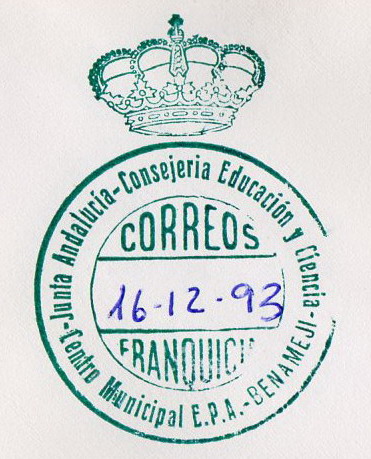 -Junta Andalucía-Consejeria Educación y Ciencia-
Centro Municipal E.P.A.-BENAMEJI-
CORREOS
16-12-93
FRANQUICIA